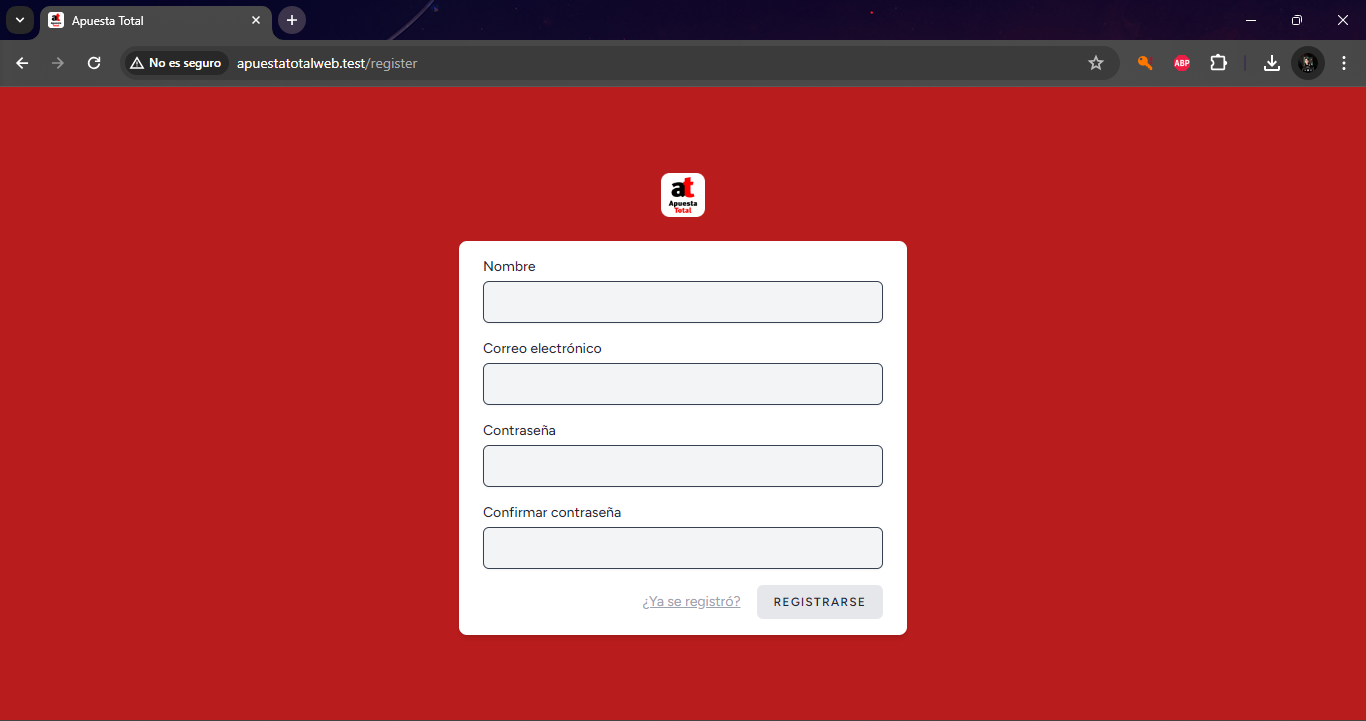 Apuesta Total
No es seguro
apuestatotalweb.test/register
ABP
at
Apuesta
Total
Nombre
Correo electrónico
Contraseña
Confirmar contraseña
¿Ya se registró?
REGISTRARSE